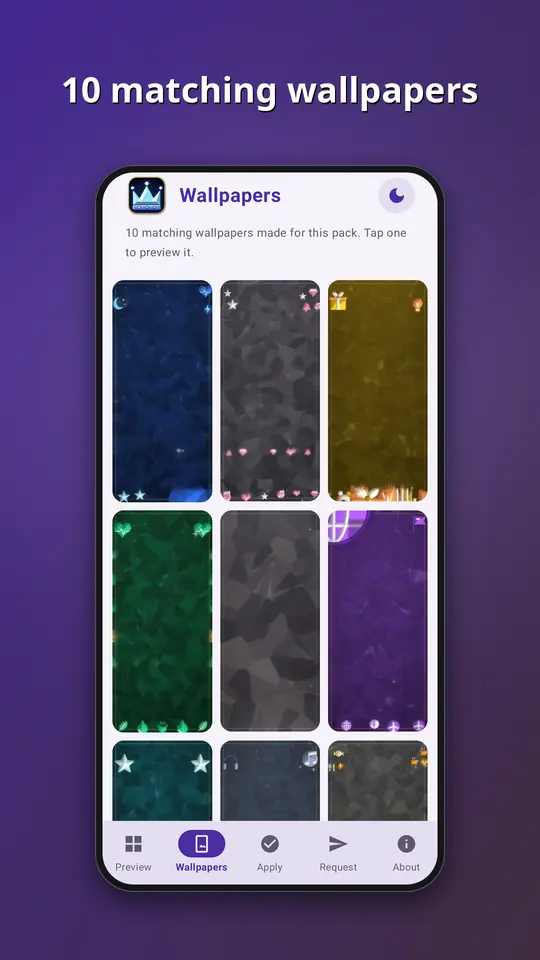 10 matching wallpapers
Wallpapers
10 matching wallpapers made for this pack. Tap one
to preview it.
Preview
Wallpapers
Apply
Request
About